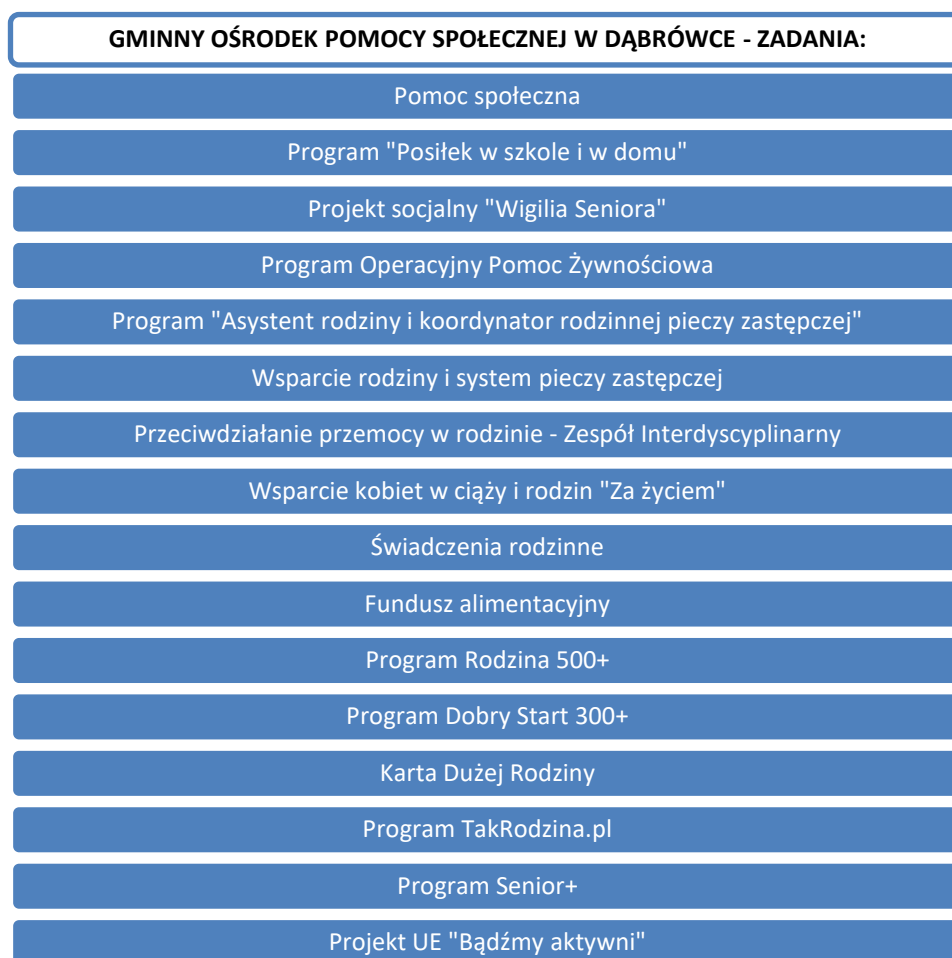 GMINNY OŚRODEK POMOCY SPOŁECZNEJ W DĄBRÓWCE - ZADANIA:
Pomoc społeczna
Program "Posiłek w szkole i w domu"
Projekt socjalny "Wigilia Seniora"
Program Operacyjny Pomoc Żywnościowa
Program "Asystent rodziny i koordynator rodzinnej pieczy zastępczej"
Wsparcie rodziny i system pieczy zastępczej
Przeciwdziałanie przemocy w rodzinie - Zespół Interdyscyplinarny
Wsparcie kobiet w ciąży i rodzin "Za życiem"
Świadczenia rodzinne
Fundusz alimentacyjny
Program Rodzina 500+
Program Dobry Start 300+
Karta Dużej Rodziny
Program TakRodzina.pl
Program Senior+
Projekt UE "Bądźmy aktywni"